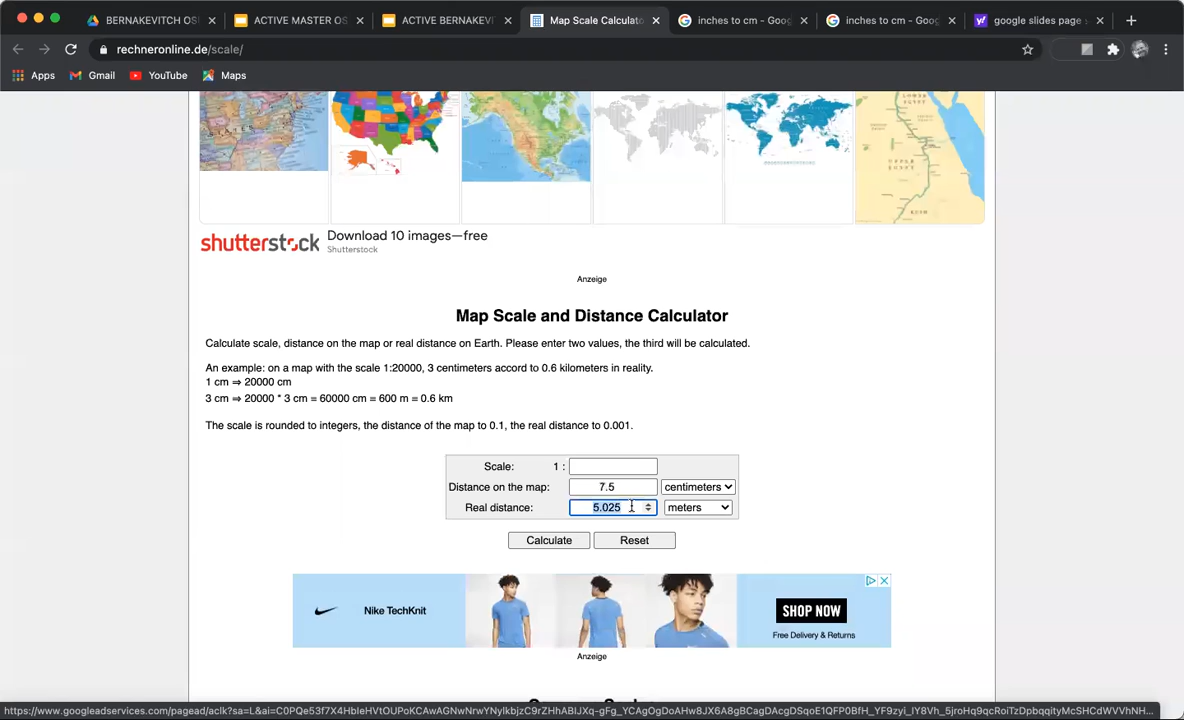 BERNAKEVITCH OS
ACTIVE MASTER OS
ACTIVE BERNAKEVI
Map Scale Calculato
inches to cm - Goog
inches to cm - Goog
google slides page s
rechneronline.de/scale/
Apps
Gmail
YouTube
Maps
UPPER
KUSH
shutterstock
Download 10 images—free
Shutterstock
Anzeige
Map Scale and Distance Calculator
Calculate scale, distance on the map or real distance on Earth. Please enter two values, the third will be calculated.
An example: on a map with the scale 1:20000, 3 centimeters accord to 0.6 kilometers in reality.
1 cm ⇒ 20000 cm
3 cm ⇒ 20000 * 3 cm = 60000 cm = 600 m = 0.6 km
The scale is rounded to integers, the distance of the map to 0.1, the real distance to 0.001.
Scale: 1 :
Distance on the map: 7.5 centimeters
Real distance: 5.025 meters
Calculate Reset
Nike TechKnit
SHOP NOW
Free Delivery & Returns
Anzeige